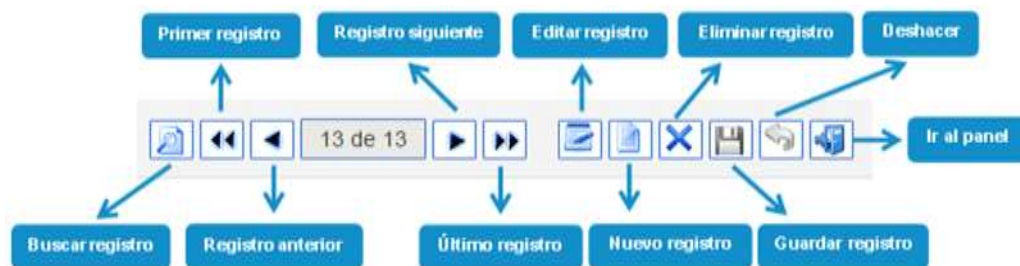 Primer registro
Registro siguiente
Editar registro
Eliminar registro
Deshacer
13 de 13
Ir al panel
Buscar registro
Registro anterior
Último registro
Nuevo registro
Guardar registro